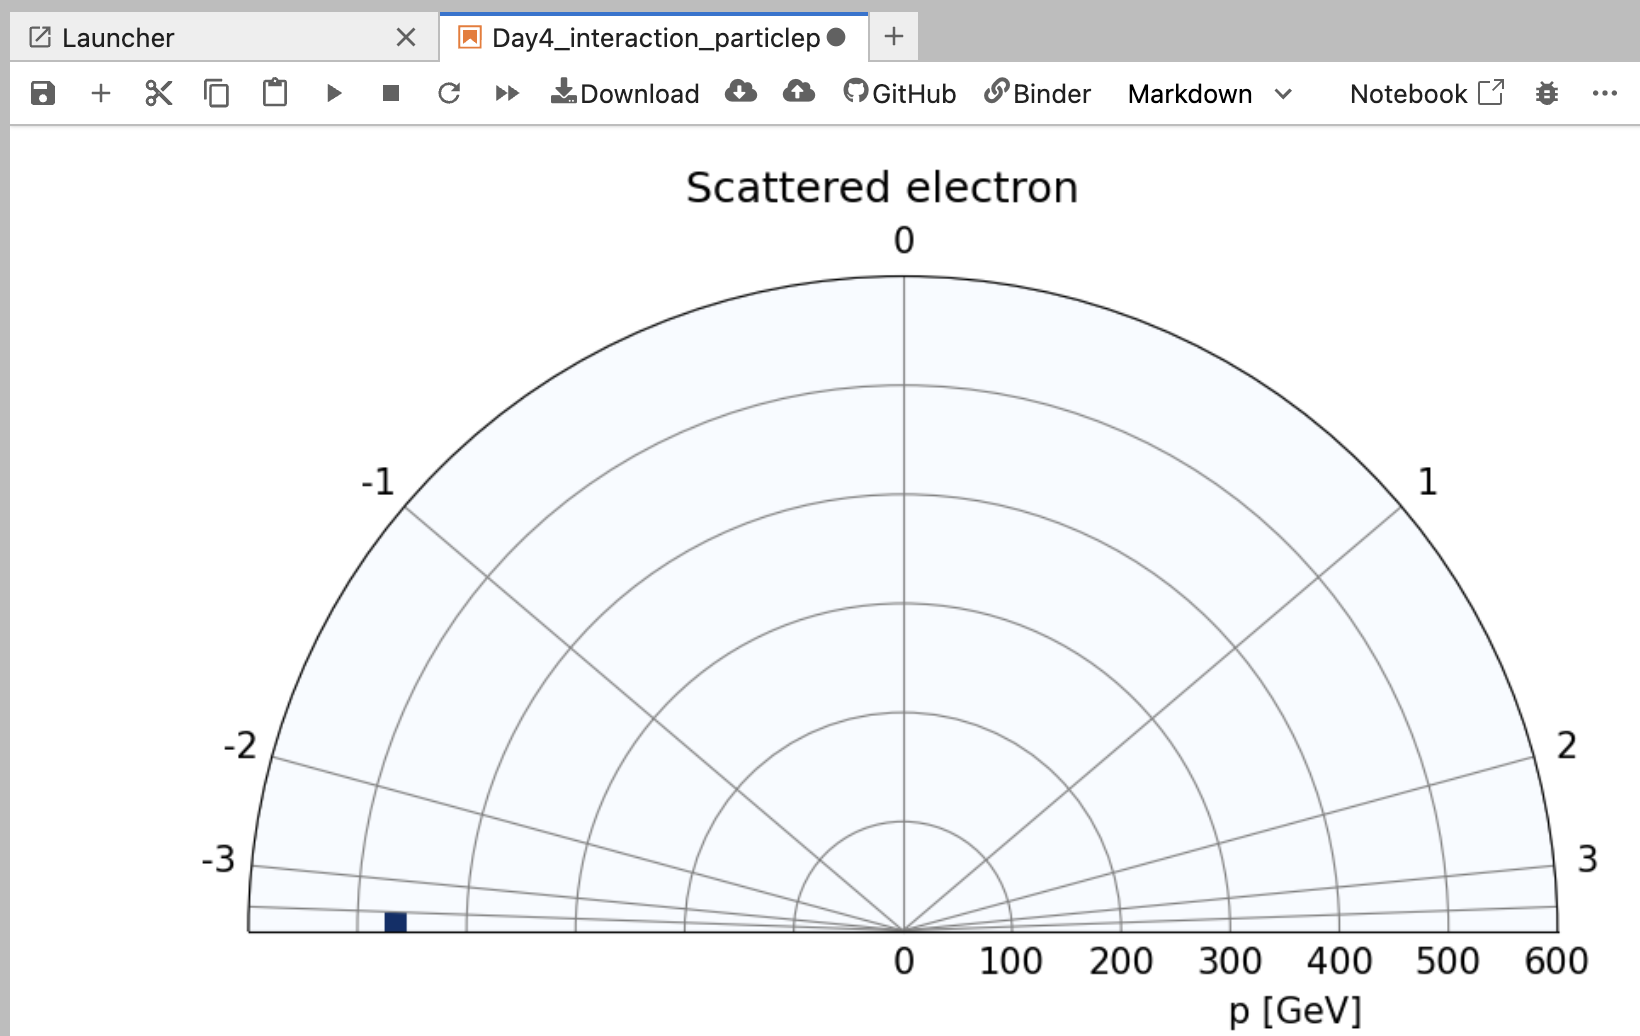 Launcher
Day4_interaction_particlep
Download GitHub Binder Markdown Notebook
Scattered electron
0
-1 1
-2 2
-3 3
0 100 200 300 400 500 600
p [GeV]